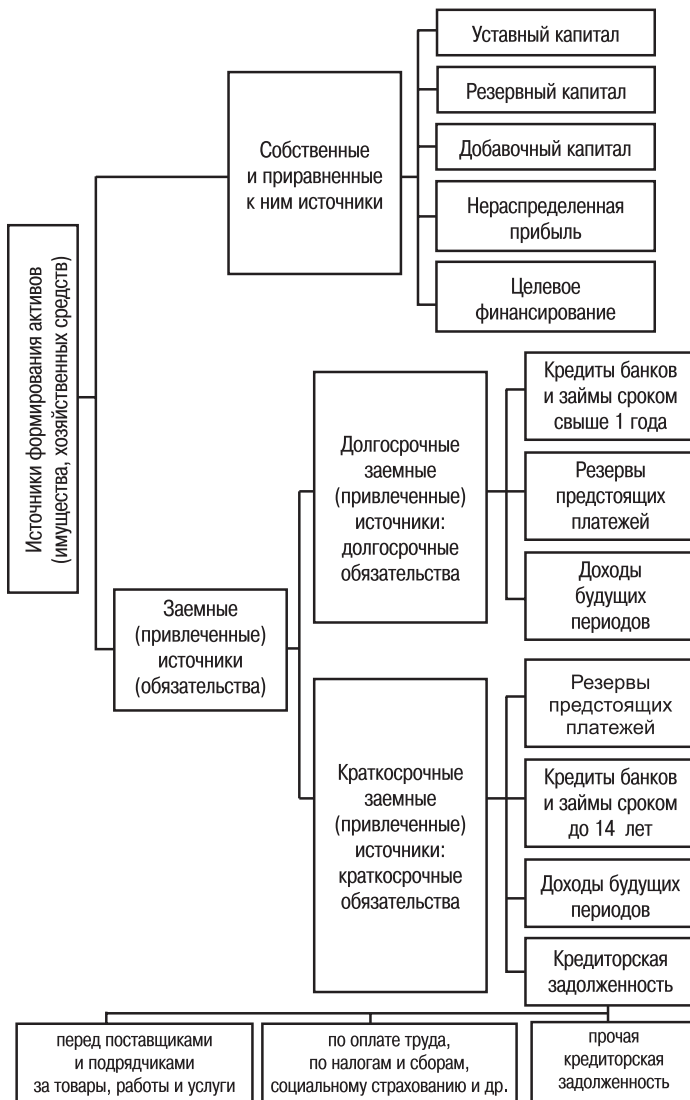 Источники формирования активов
(имущества, хозяйственных средств)
Собственные
и приравненные
к ним источники
Уставный капитал
Резервный капитал
Добавочный капитал
Нераспределенная
прибыль
Целевое
финансирование
Заемные
(привлеченные)
источники
(обязательства)
Долгосрочные
заемные
(привлеченные)
источники:
долгосрочные
обязательства
Кредиты банков
и займы сроком
свыше 1 года
Резервы
предстоящих
платежей
Доходы
будущих
периодов
Краткосрочные
заемные
(привлеченные)
источники:
краткосрочные
обязательства
Резервы
предстоящих
платежей
Кредиты банков
и займы сроком
до 14 лет
Доходы будущих
периодов
Кредиторская
задолженность
перед поставщиками
и подрядчиками
за товары, работы и услуги
по оплате труда,
по налогам и сборам,
социальному страхованию и др.
прочая
кредиторская
задолженность